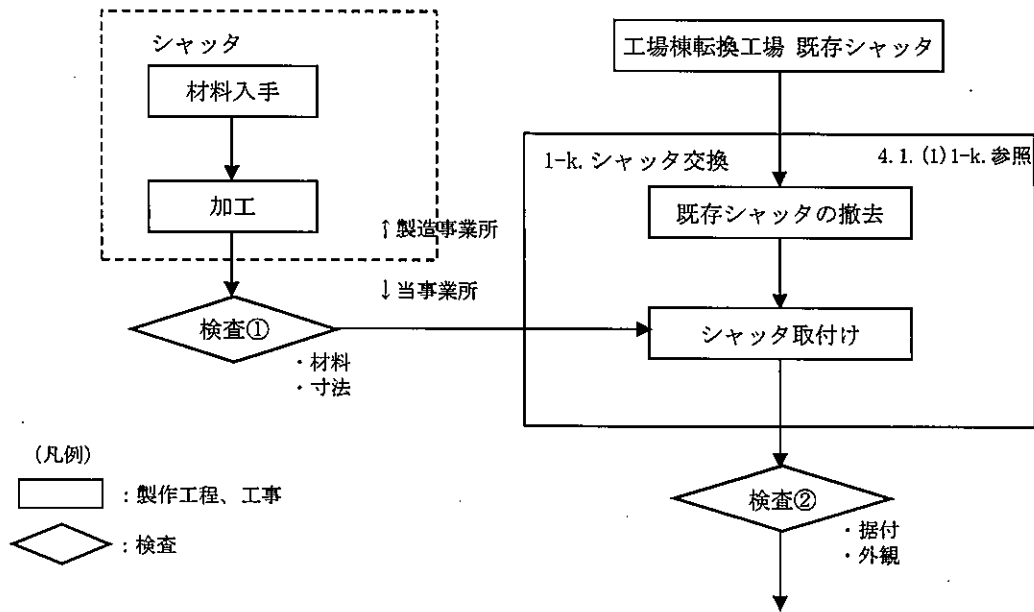 シャッタ
材料入手
加工
↑製造事業所
↓当事業所
検査①
・材料
・寸法
工場棟転換工場 既存シャッタ
1-k. シャッタ交換
4.1.(1)1-k.参照
既存シャッタの撤去
シャッタ取付け
検査②
・据付
・外観
(凡例)
：製作工程、工事
：検査